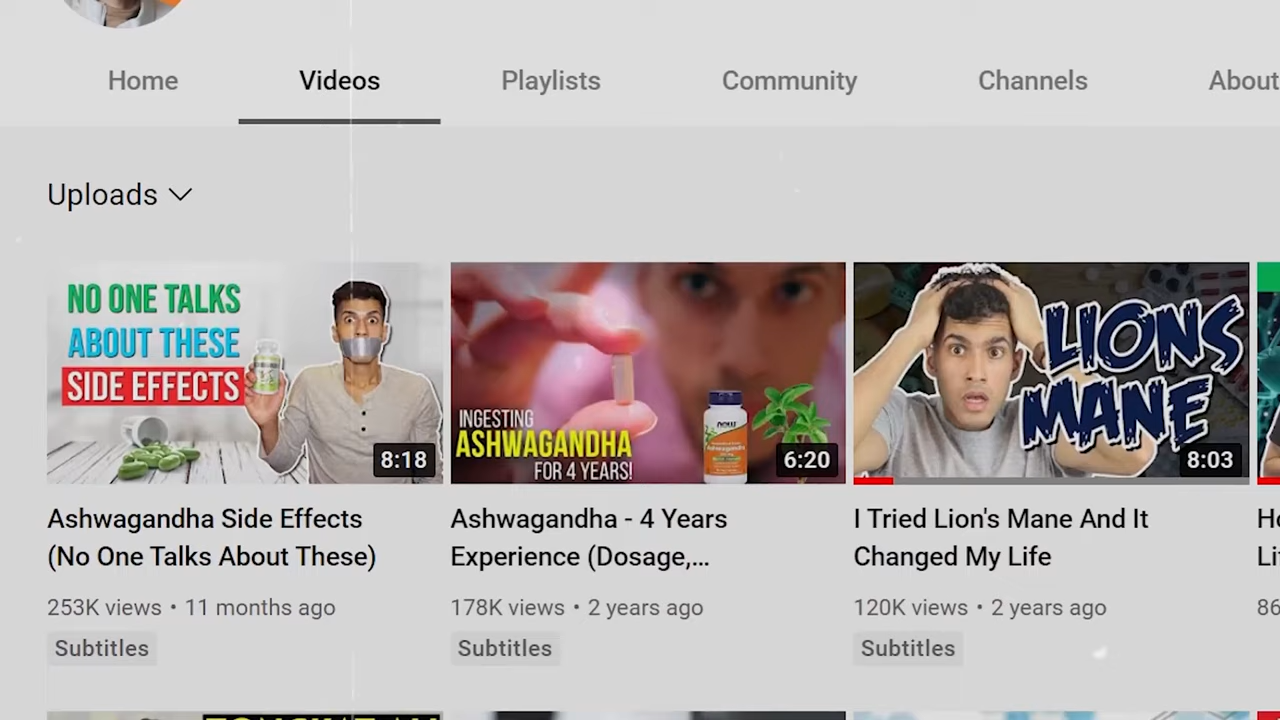 Home Videos Playlists Community Channels About
Uploads
NO ONE TALKS
ABOUT THESE
SIDE EFFECTS
8:18
INGESTING
ASHWAGANDHA
FOR 4 YEARS!
NOW
6:20
LIONS
MANE
8:03
Ashwagandha Side Effects
(No One Talks About These)
253K views • 11 months ago
Subtitles
Ashwagandha - 4 Years
Experience (Dosage,...
178K views • 2 years ago
Subtitles
I Tried Lion's Mane And It
Changed My Life
120K views • 2 years ago
Subtitles
86